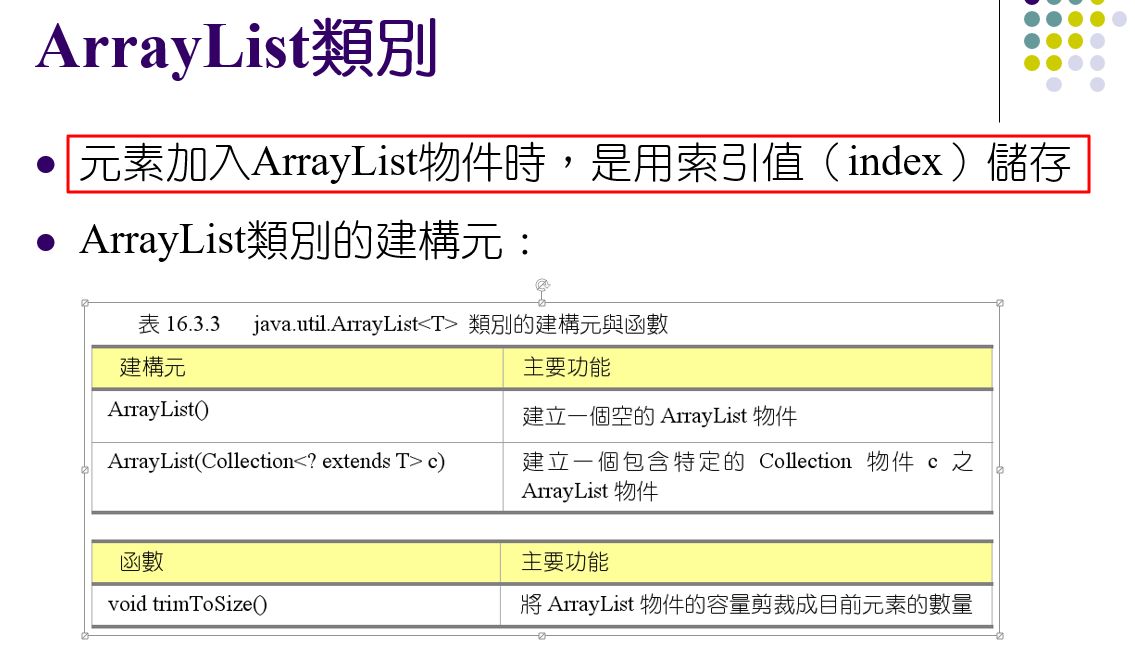 ArrayList類別
元素加入ArrayList物件時，是用索引值（index）儲存
ArrayList類別的建構元：
表 16.3.3 java.util.ArrayList<T> 類別的建構元與函數
建構元 主要功能
ArrayList() 建立一個空的 ArrayList 物件
ArrayList(Collection<? extends T> c) 建立一個包含特定的 Collection 物件 c 之
ArrayList 物件
函數 主要功能
void trimToSize() 將 ArrayList 物件的容量剪裁成目前元素的數量